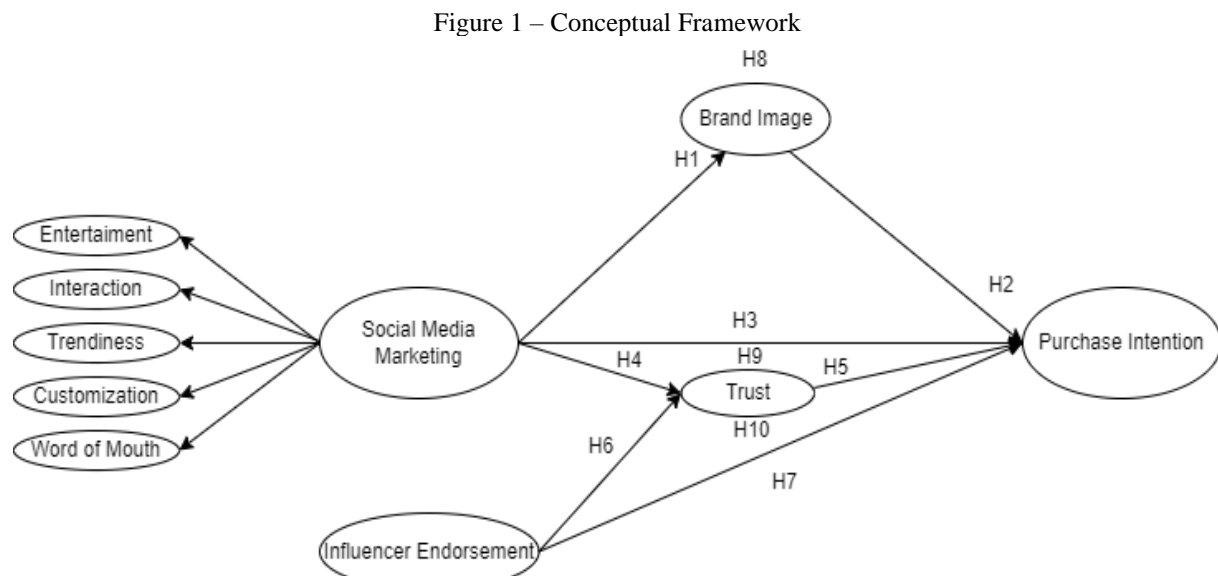 Figure 1 – Conceptual Framework
H8
Brand Image
H1
Entertaiment
Interaction
Trendiness
Customization
Word of Mouth
Social Media
Marketing
H2
H3
Purchase Intention
H4
H9
H5
Trust
H10
H6
H7
Influencer Endorsement